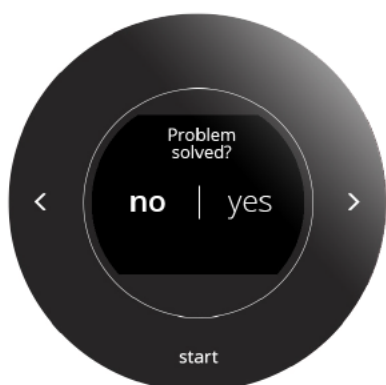 Problem
solved?
< no | yes >
start